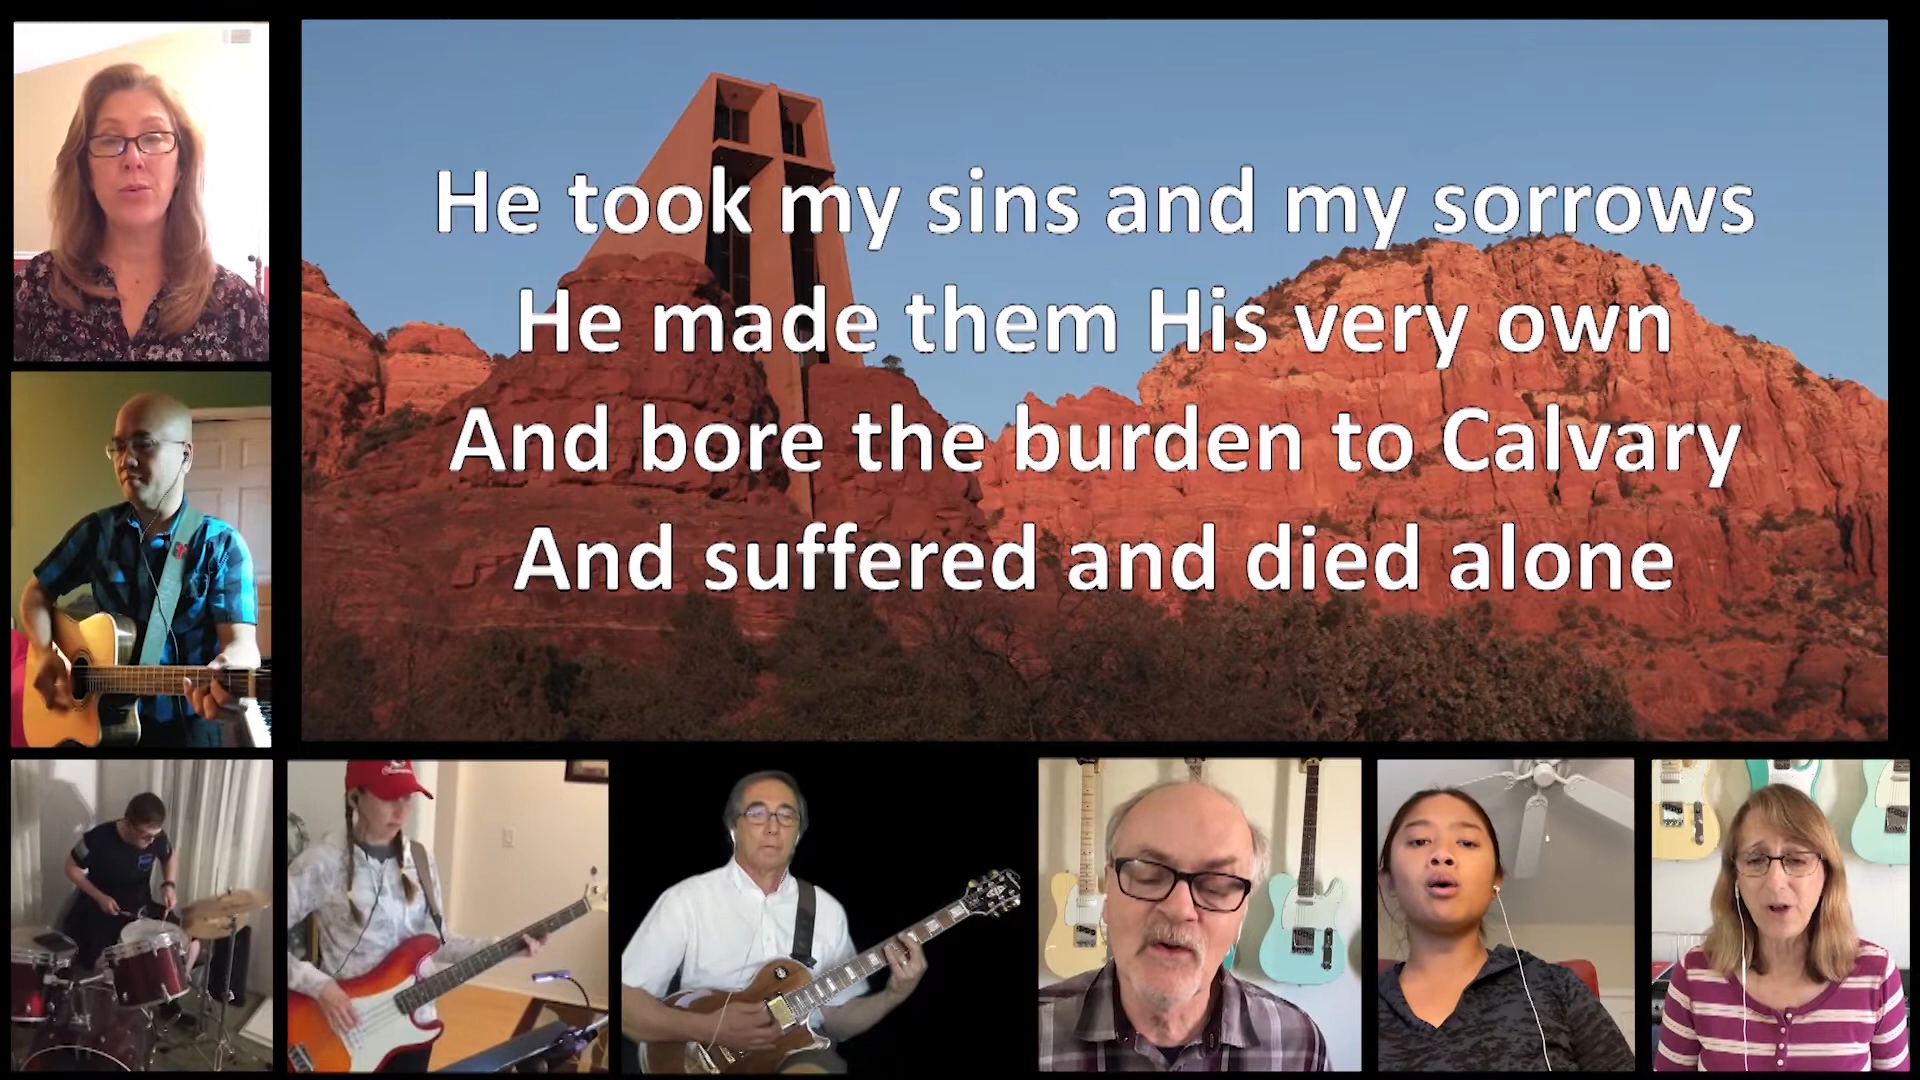 He took my sins and my sorrows
He made them His very own
And bore the burden to Calvary
And suffered and died alone